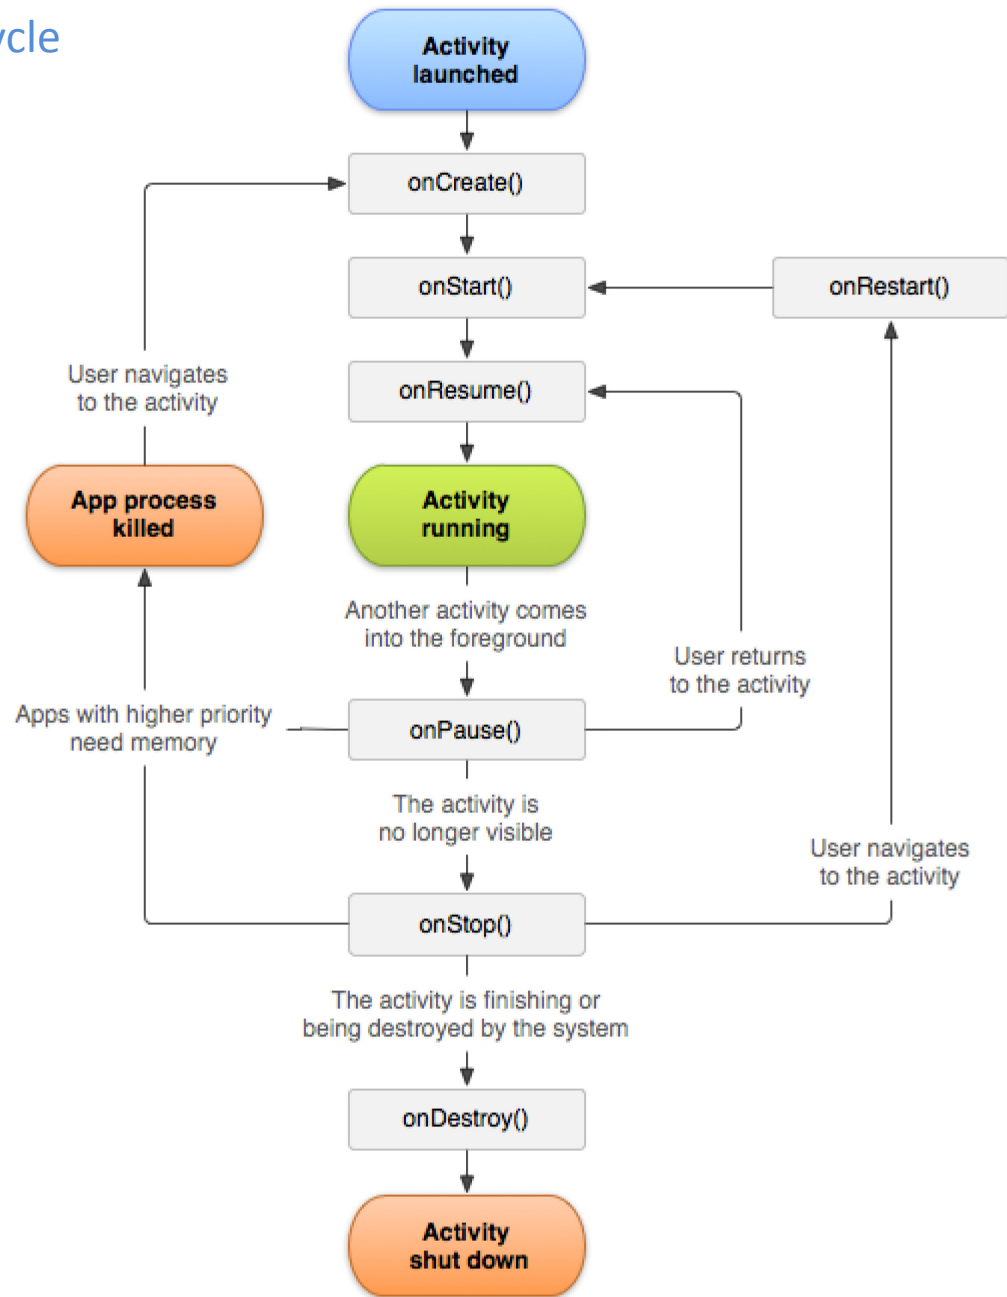 ycle
Activity
launched
onCreate()
onStart()
onRestart()
User navigates
to the activity
onResume()
App process
killed
Activity
running
Another activity comes
into the foreground
User returns
to the activity
Apps with higher priority
need memory
onPause()
The activity is
no longer visible
User navigates
to the activity
onStop()
The activity is finishing or
being destroyed by the system
onDestroy()
Activity
shut down